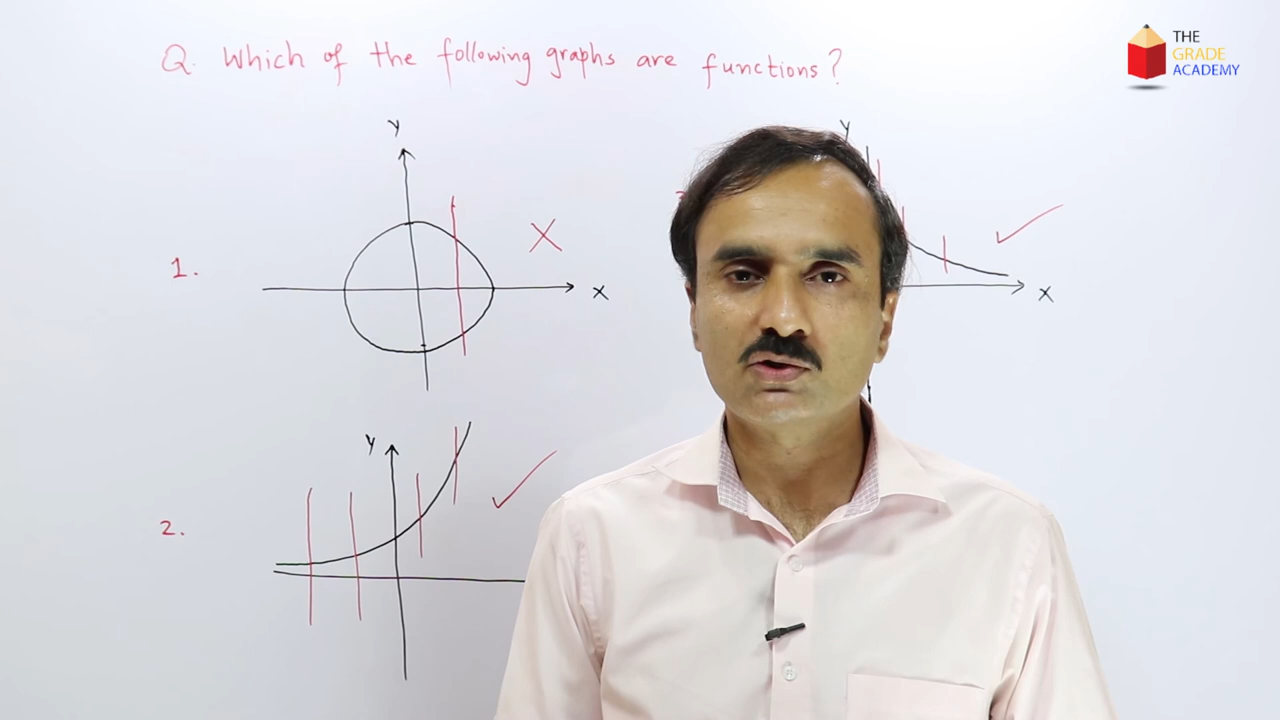 Q. Which of the following graphs are functions?
THE
GRADE
ACADEMY
y
1.
x
y
x
y
2.